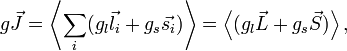 g\vec{J} = \left\langle \sum_i (g_l \vec{l_i} + g_s \vec{s_i}) \right\rangle = \left\langle (g_l \vec{L} + g_s \vec{S}) \right\rangle,